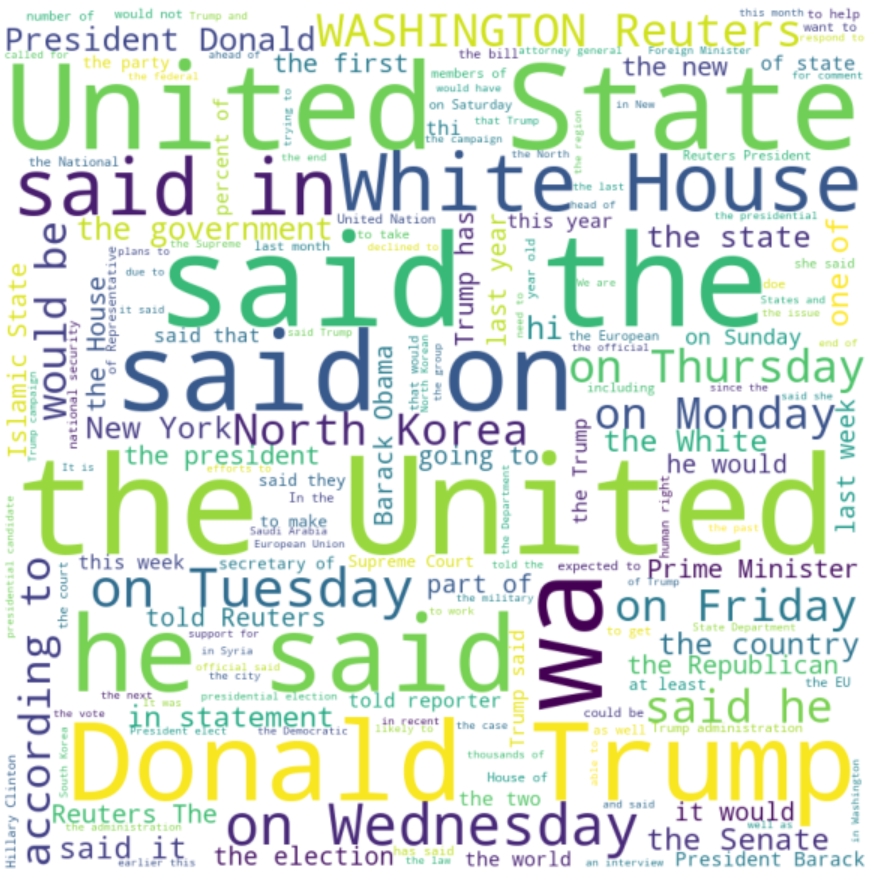 number of
would not
Trump and
this month
to help
President Donald
WASHINGTON Reuters
want to
respond to
called for
the party
the federal
ahead of
the first
the bill
attorney general
Foreign Minister
the new
of state
for comment
United State
members of
would have
on Saturday
that Trump
thi
the campaign
in New
trying to
percent of
the region
the National
the end
the North
Reuters President
said in
White House
the last
head of
the government
United Nation
this year
the presidential
to take
the state
one of
would be
plans to
the Supreme
last month
declined to
Trump has
last year
year old
she said
due to
it said
said the
We are
doe
States and
the issue
need to
Islamic State
the House
of Representative
said that
said Trump
hi
the European
the official
on Sunday
end of
said on
that would
North Korean
the group
on Thursday
including
since the
said she
Trump campaign
national security
Barack Obama
New York
North Korea
on Monday
the White
last week
It is
the president
efforts to
going to
the Trump
he would
said they
In the
the United
the Department
human right
the past
to make
Saudi Arabia
European Union
presidential candidate
according to
the court
this week
secretary of
Supreme Court
told the
expected to
Prime Minister
on Tuesday
part of
the military
of Trump
wa
on Friday
told Reuters
to work
he said
support for
in Syria
official said
the city
Trump said
to get
State Department
the country
the Republican
at least
the EU
the next
it was
presidential election
told reporter
said he
the vote
in statement
in recent
the case
could be
President elect
the Democratic
likely to
as well
Trump administration
South Korea
Donald Trump
thousands of
able to
House of
Hillary Clinton
in Washington
Reuters The
the two
and said
it would
the administration
on Wednesday
well as
said it
the Senate
earlier this
the election
has said
the law
the world
an interview
President Barack